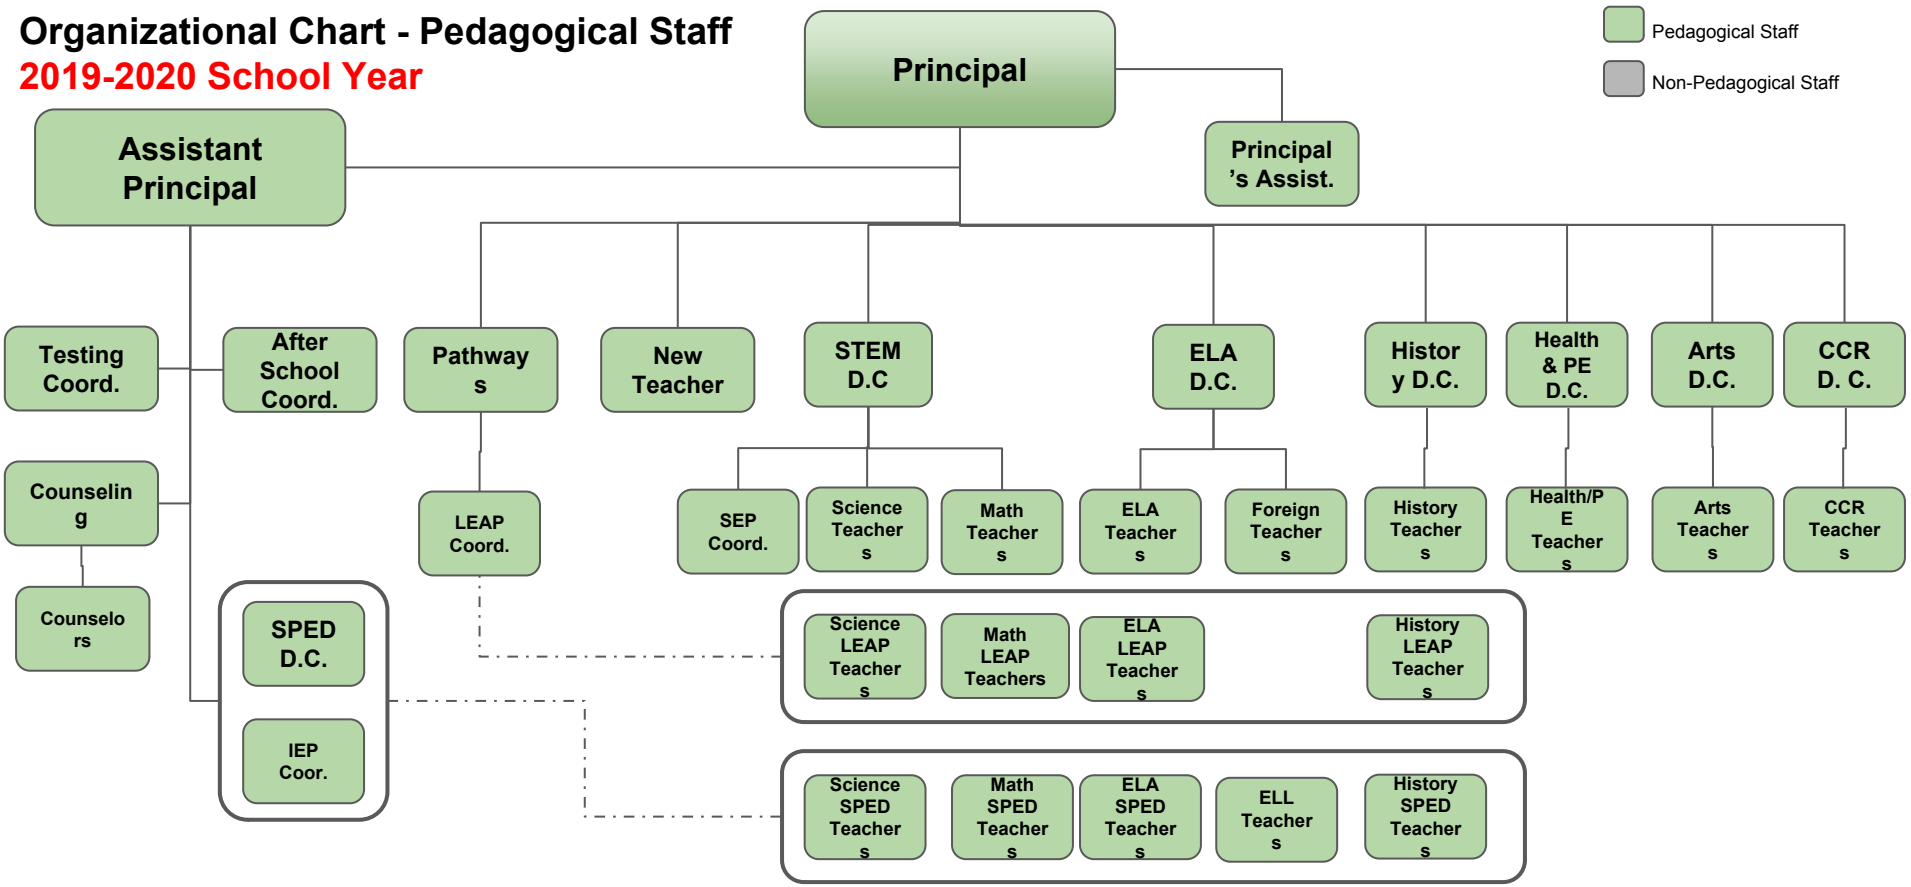 Organizational Chart - Pedagogical Staff
2019-2020 School Year
Principal
Pedagogical Staff
Non-Pedagogical Staff
Assistant
Principal
Principal
's Assist.
Testing
Coord.
After
School
Coord.
Pathway
s
New
Teacher
STEM
D.C
ELA
D.C.
Histor
y D.C.
Health
& PE
D.C.
Arts
D.C.
CCR
D. C.
Counselin
g
LEAP
Coord.
SEP
Coord.
Science
Teacher
s
Math
Teacher
s
ELA
Teacher
s
Foreign
Teacher
s
History
Teacher
s
Health/P
E
Teacher
s
Arts
Teacher
s
CCR
Teacher
s
Counselo
rs
SPED
D.C.
IEP
Coor.
Science
LEAP
Teacher
s
Math
LEAP
Teachers
ELA
LEAP
Teacher
s
History
LEAP
Teacher
s
Science
SPED
Teacher
s
Math
SPED
Teacher
s
ELA
SPED
Teacher
s
ELL
Teacher
s
History
SPED
Teacher
s